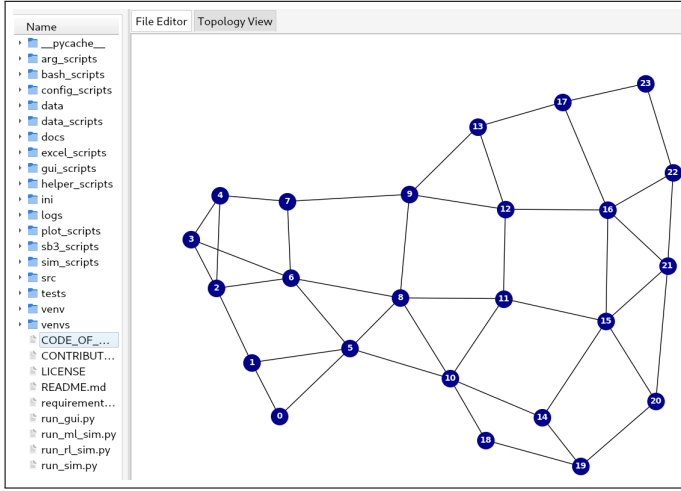 Name
__pycache__
arg_scripts
bash_scripts
config_scripts
data
data_scripts
docs
excel_scripts
gui_scripts
helper_scripts
ini
logs
plot_scripts
sb3_scripts
sim_scripts
src
tests
venv
venvs
CODE_OF_...
CONTRIBUT...
LICENSE
README.md
requirement...
run_gui.py
run_ml_sim.py
run_rl_sim.py
run_sim.py
File Editor Topology View
23
17
13
22
4
7
9
12
16
3
21
6
2
8
11
15
5
1
10
20
0
14
18
19